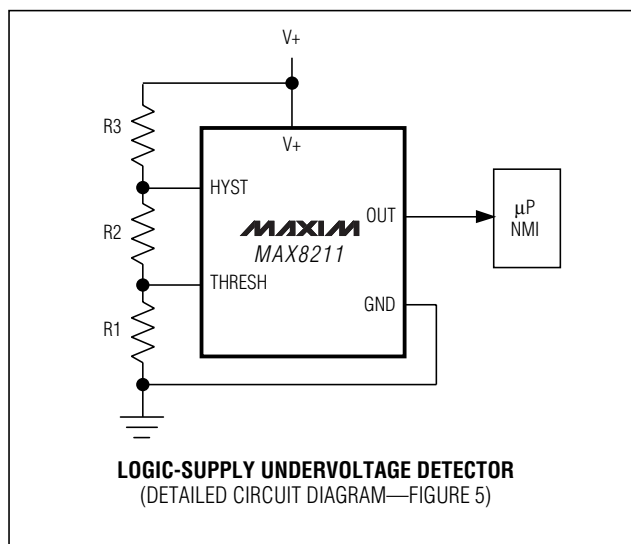 V+
R3
V+
HYST
R2
MAXIM
MAX8211
OUT
µP
NMI
THRESH
GND
R1
LOGIC-SUPPLY UNDERVOLTAGE DETECTOR
(DETAILED CIRCUIT DIAGRAM—FIGURE 5)